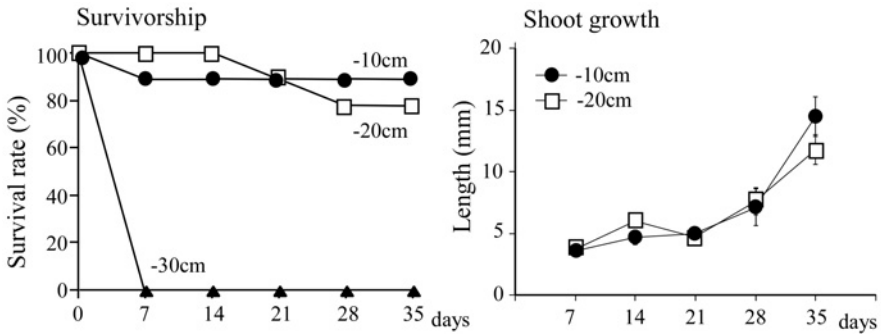 Survivorship
Survival rate (%)
100
80
60
40
20
0
-10cm
-20cm
-30cm
0 7 14 21 28 35 days
Shoot growth
Length (mm)
20
15
10
5
0
-10cm
-20cm
7 14 21 28 35 days